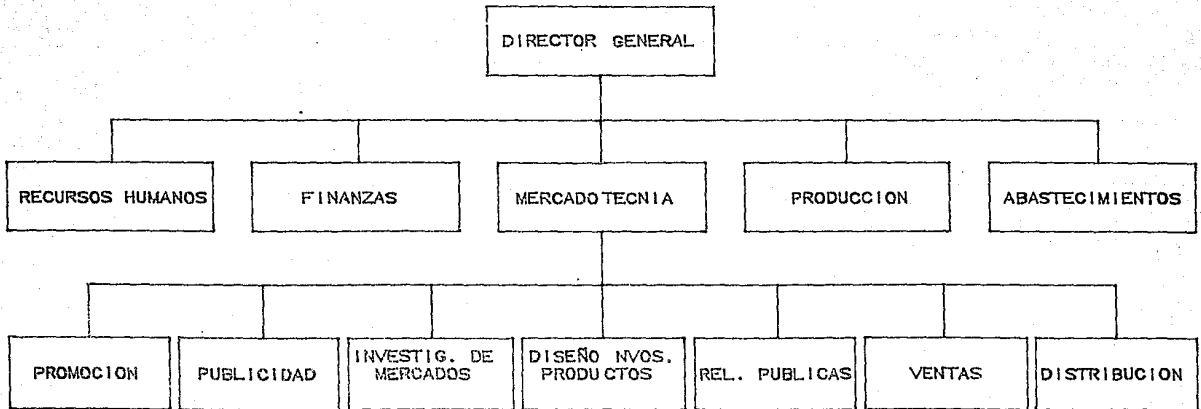 DIRECTOR GENERAL
RECURSOS HUMANOS
FINANZAS
MERCADOTECNIA
PRODUCCION
ABASTECIMIENTOS
PROMOCION
PUBLICIDAD
INVESTIG. DE
MERCADOS
DISEÑO NVOS.
PRODUCTOS
REL. PUBLICAS
VENTAS
DISTRIBUCION